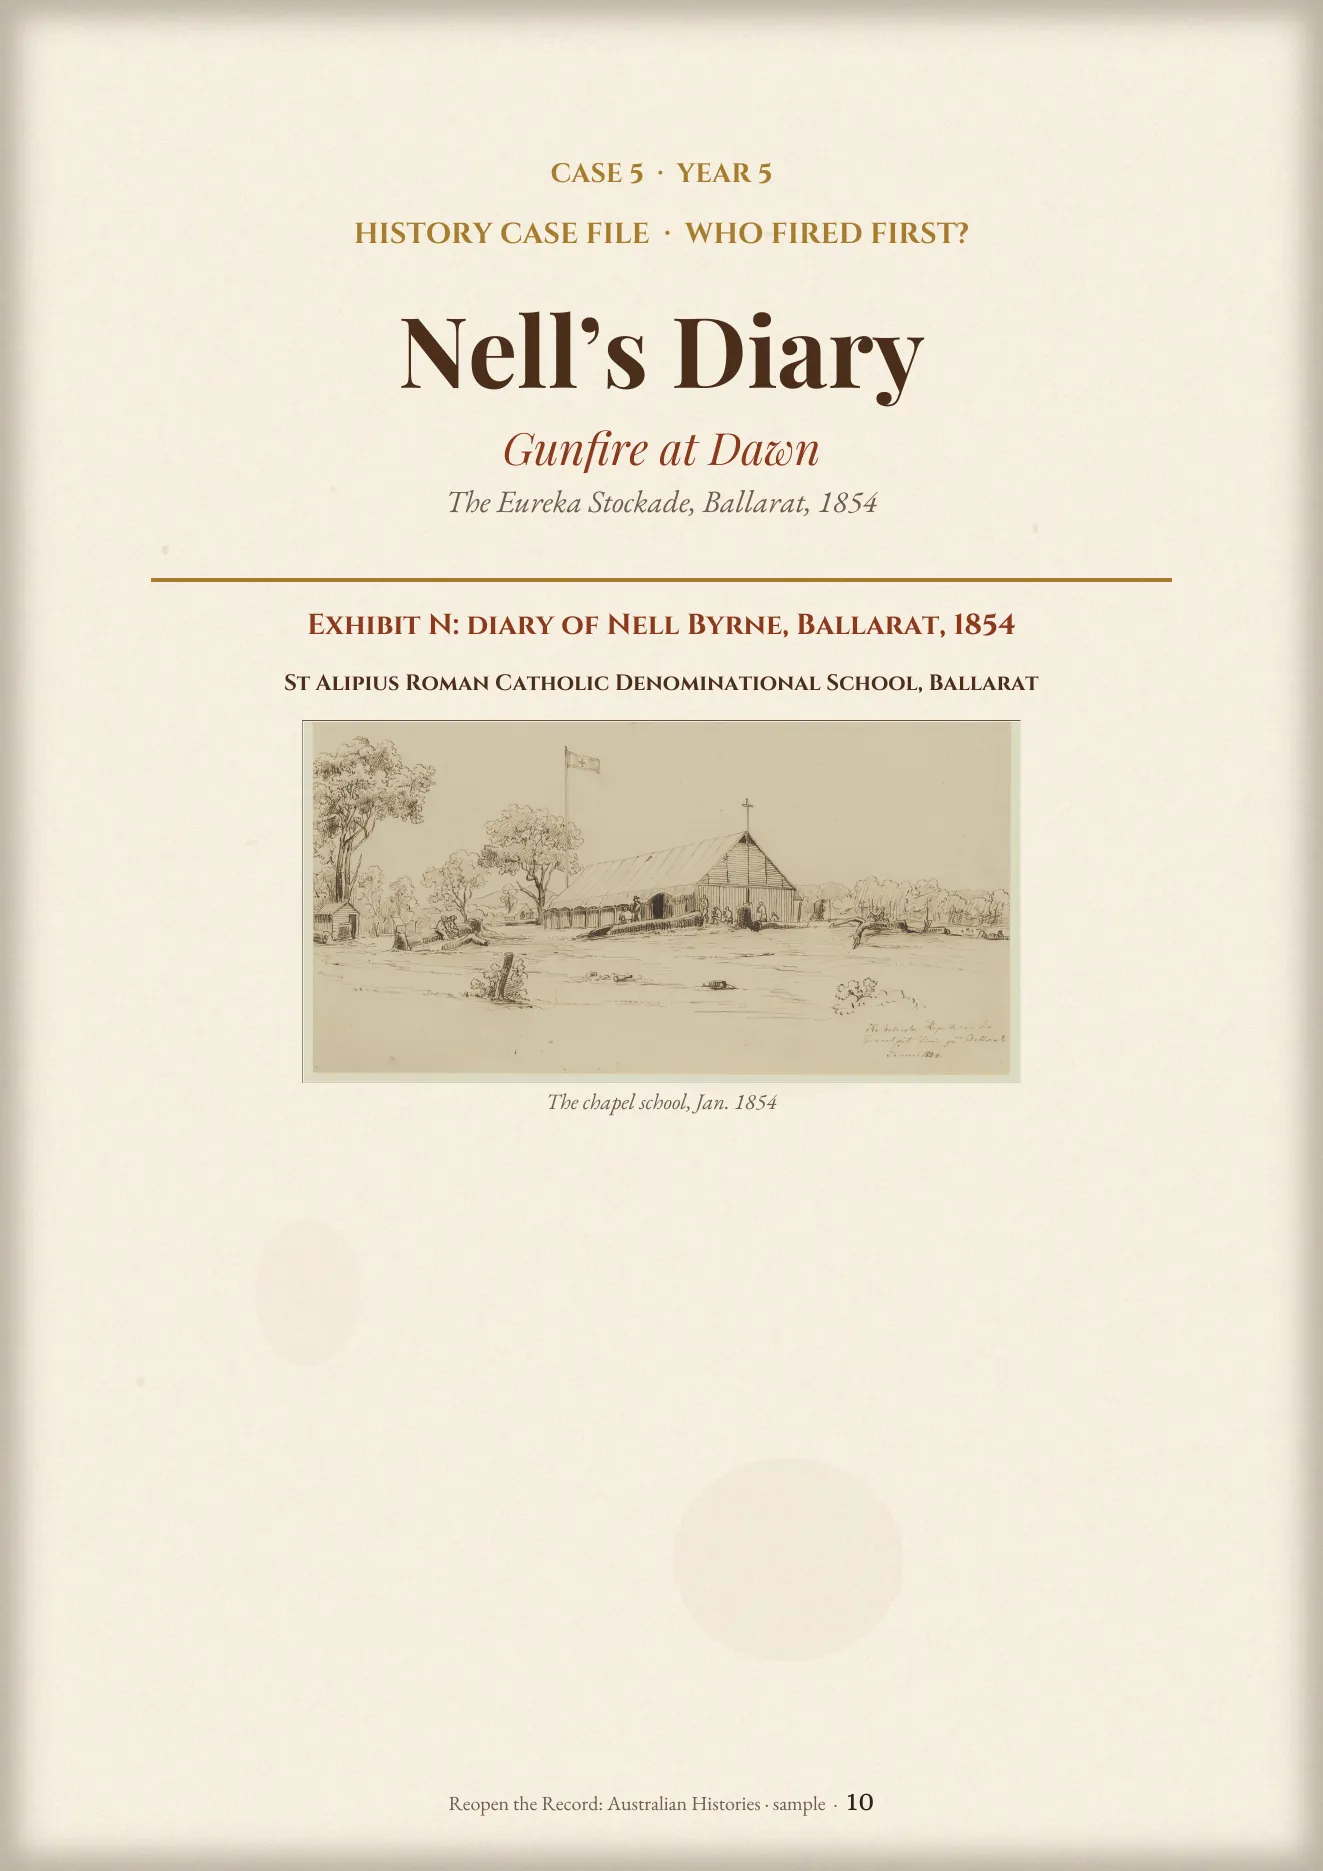 CASE 5 · YEAR 5
HISTORY CASE FILE · WHO FIRED FIRST?
Nell’s Diary
Gunfire at Dawn
The Eureka Stockade, Ballarat, 1854
Exhibit N: diary of Nell Byrne, Ballarat, 1854
St Alipius Roman Catholic Denominational School, Ballarat
Ballarat
1854.
The chapel school, Jan. 1854
Reopen the Record: Australian Histories · sample · 10